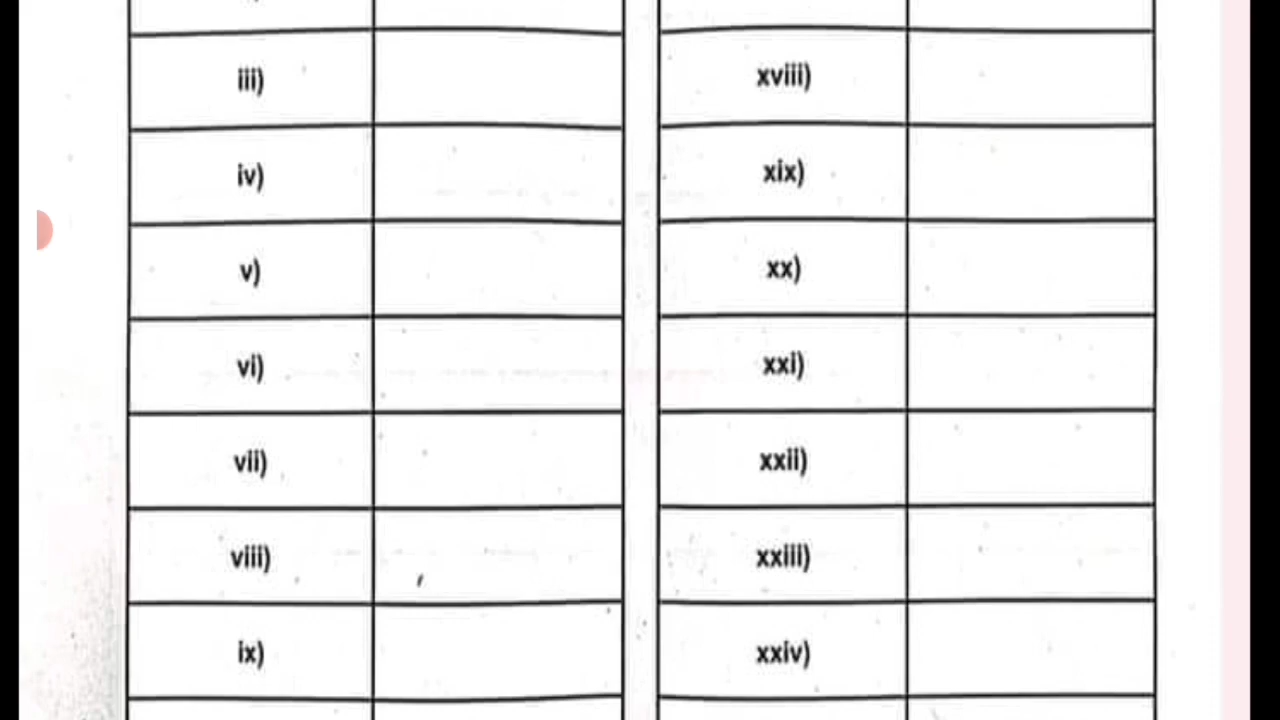 iii) xviii)
iv) xix)
v) xx)
vi) xxi)
vii) xxii)
viii) xxiii)
ix) xxiv)